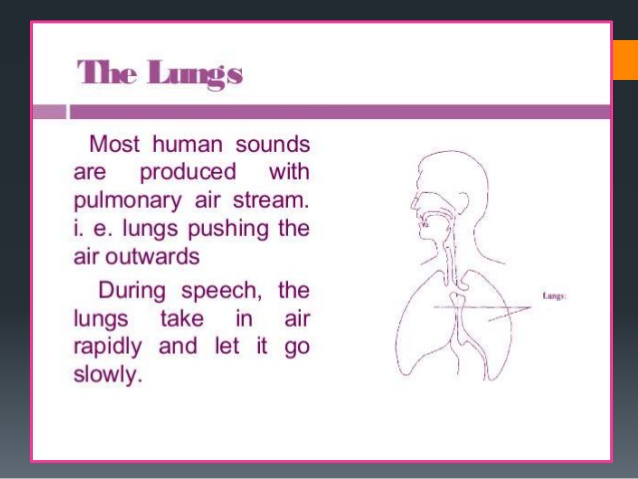 The Lungs
Most human sounds
are produced with
pulmonary air stream.
i. e. lungs pushing the
air outwards
During speech, the
lungs take in air
rapidly and let it go
slowly.
Lungs: